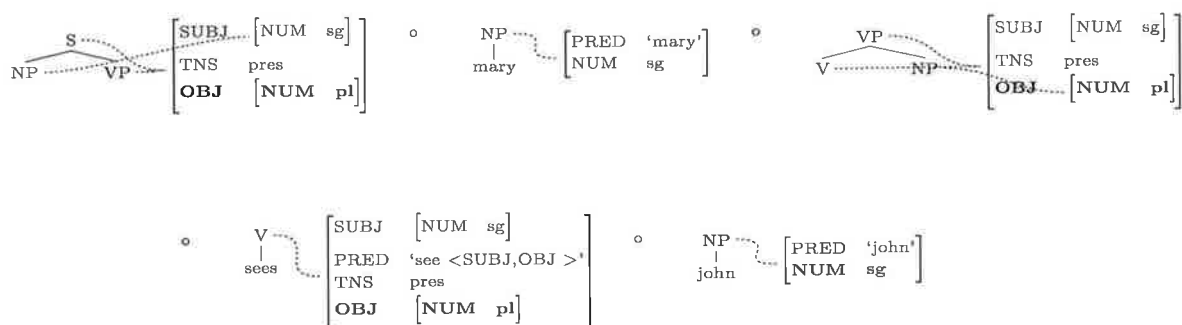 S
NP VP
SUBJ [NUM sg]
TNS pres
OBJ [NUM pl]
∘
NP
mary
PRED ‘mary’
NUM sg
∘
VP
V NP
SUBJ [NUM sg]
TNS pres
OBJ [NUM pl]
∘
V
sees
SUBJ [NUM sg]
PRED ‘see <SUBJ,OBJ >’
TNS pres
OBJ [NUM pl]
∘
NP
john
PRED ‘john’
NUM sg